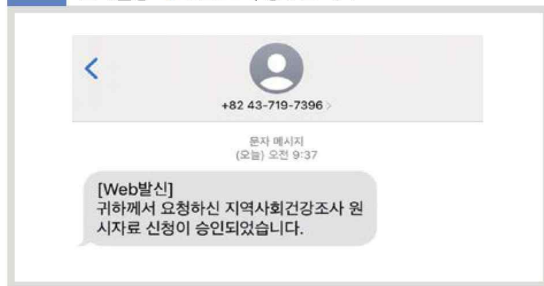 +82 43-719-7396 >
문자 메시지
(오늘) 오전 9:37
[Web발신]
귀하께서 요청하신 지역사회건강조사 원
시자료 신청이 승인되었습니다.